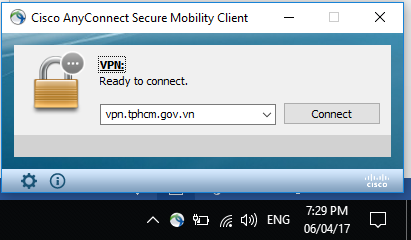 Cisco AnyConnect Secure Mobility Client
VPN:
Ready to connect.
vpn.tphcm.gov.vn
Connect
cisco
ENG
7:29 PM
06/04/17